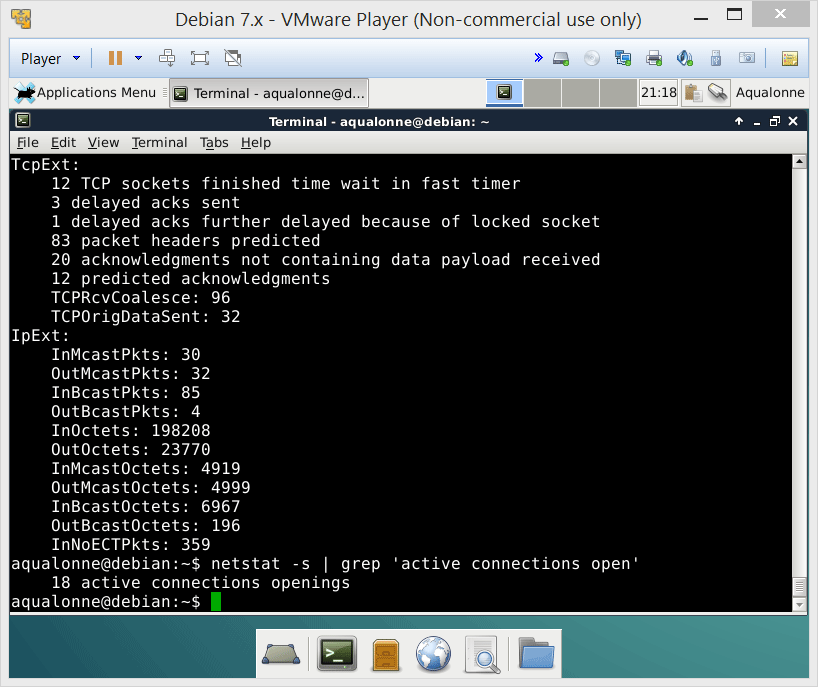 Debian 7.x - VMware Player (Non-commercial use only)
Player
Applications Menu
Terminal - aqualonne@d...
21:18
Aqualonne
Terminal - aqualonne@debian: ~
File Edit View Terminal Tabs Help
TcpExt:
12 TCP sockets finished time wait in fast timer
3 delayed acks sent
1 delayed acks further delayed because of locked socket
83 packet headers predicted
20 acknowledgments not containing data payload received
12 predicted acknowledgments
TCPRcvCoalesce: 96
TCPOrigDataSent: 32
IpExt:
InMcastPkts: 30
OutMcastPkts: 32
InBcastPkts: 85
OutBcastPkts: 4
InOctets: 198208
OutOctets: 23770
InMcastOctets: 4919
OutMcastOctets: 4999
InBcastOctets: 6967
OutBcastOctets: 196
InNoECTPkts: 359
aqualonne@debian:~$ netstat -s | grep 'active connections open'
18 active connections openings
aqualonne@debian:~$